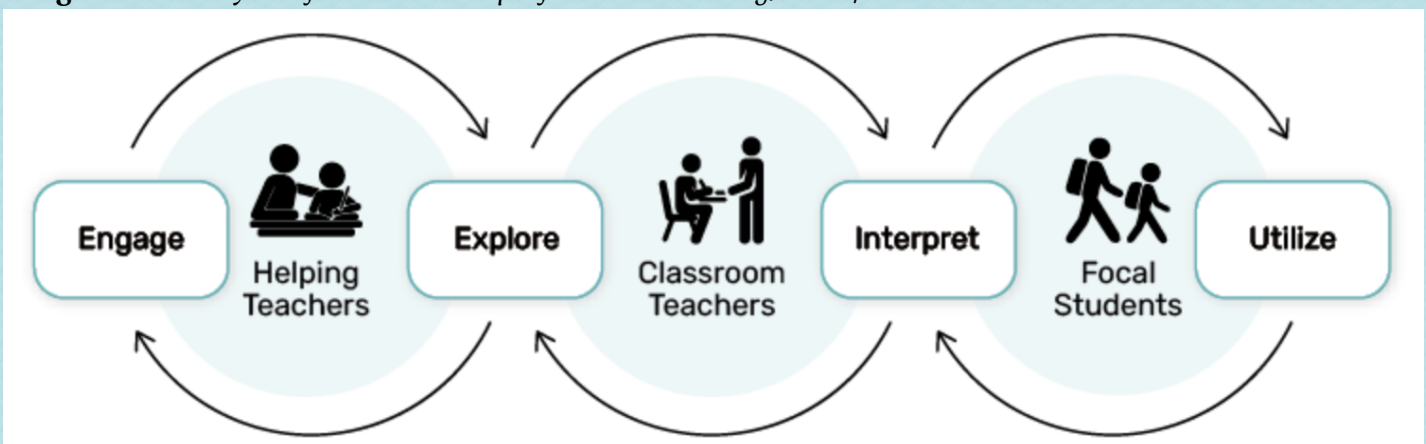 Engage
Helping
Teachers
Explore
Classroom
Teachers
Interpret
Focal
Students
Utilize